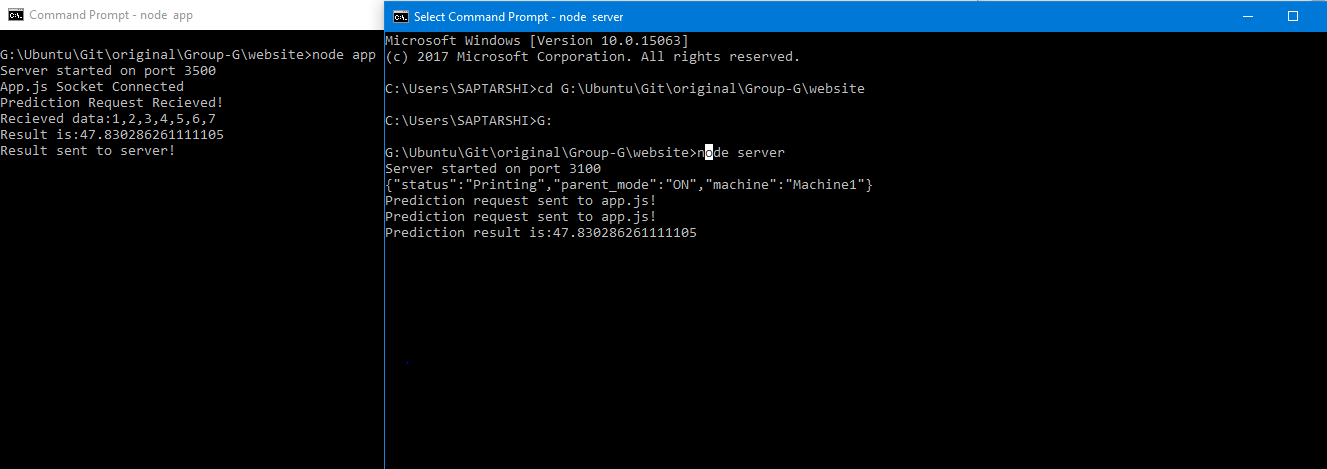 Command Prompt - node app
G:\Ubuntu\Git\original\Group-G\website>node app
Server started on port 3500
App.js Socket Connected
Prediction Request Recieved!
Recieved data:1,2,3,4,5,6,7
Result is:47.830286261111105
Result sent to server!
Select Command Prompt - node server
Microsoft Windows [Version 10.0.15063]
(c) 2017 Microsoft Corporation. All rights reserved.
C:\Users\SAPTARSHI>cd G:\Ubuntu\Git\original\Group-G\website
C:\Users\SAPTARSHI>G:
G:\Ubuntu\Git\original\Group-G\website>node server
Server started on port 3100
{"status":"Printing","parent_mode":"ON","machine":"Machine1"}
Prediction request sent to app.js!
Prediction request sent to app.js!
Prediction result is:47.830286261111105